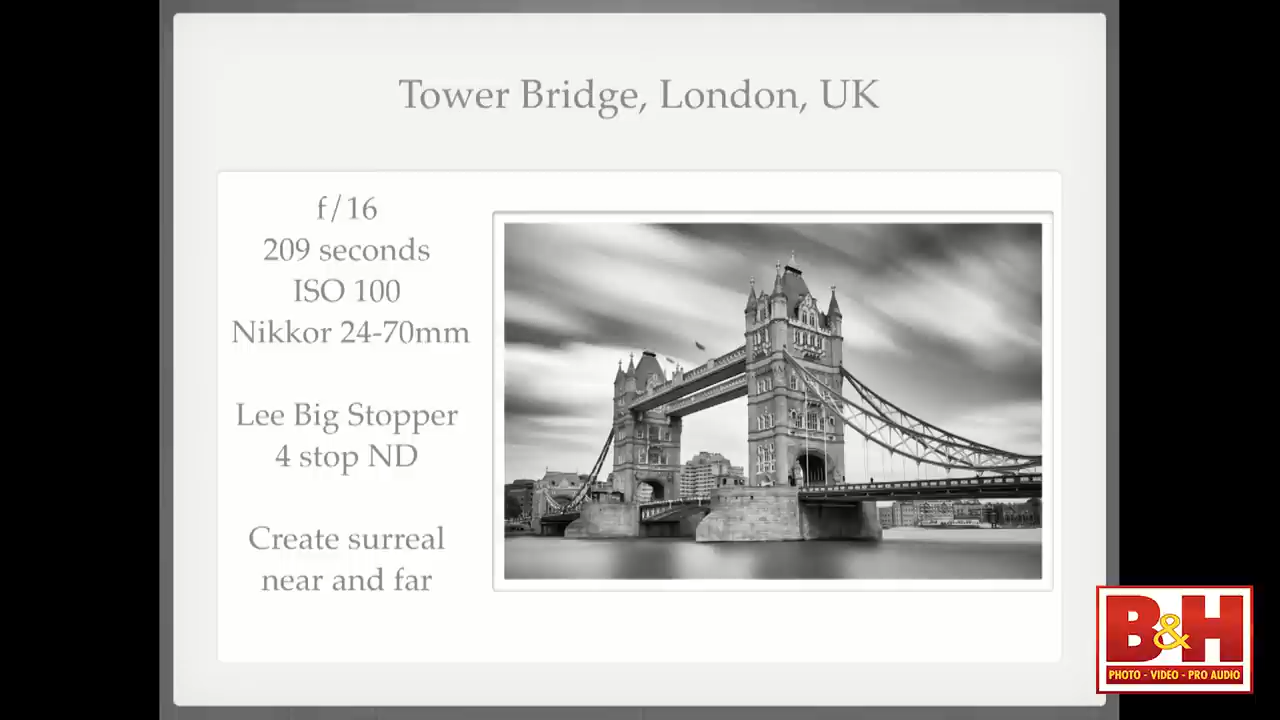 Tower Bridge, London, UK
f/16
209 seconds
ISO 100
Nikkor 24-70mm
Lee Big Stopper
4 stop ND
Create surreal
near and far
B&H
PHOTO - VIDEO - PRO AUDIO